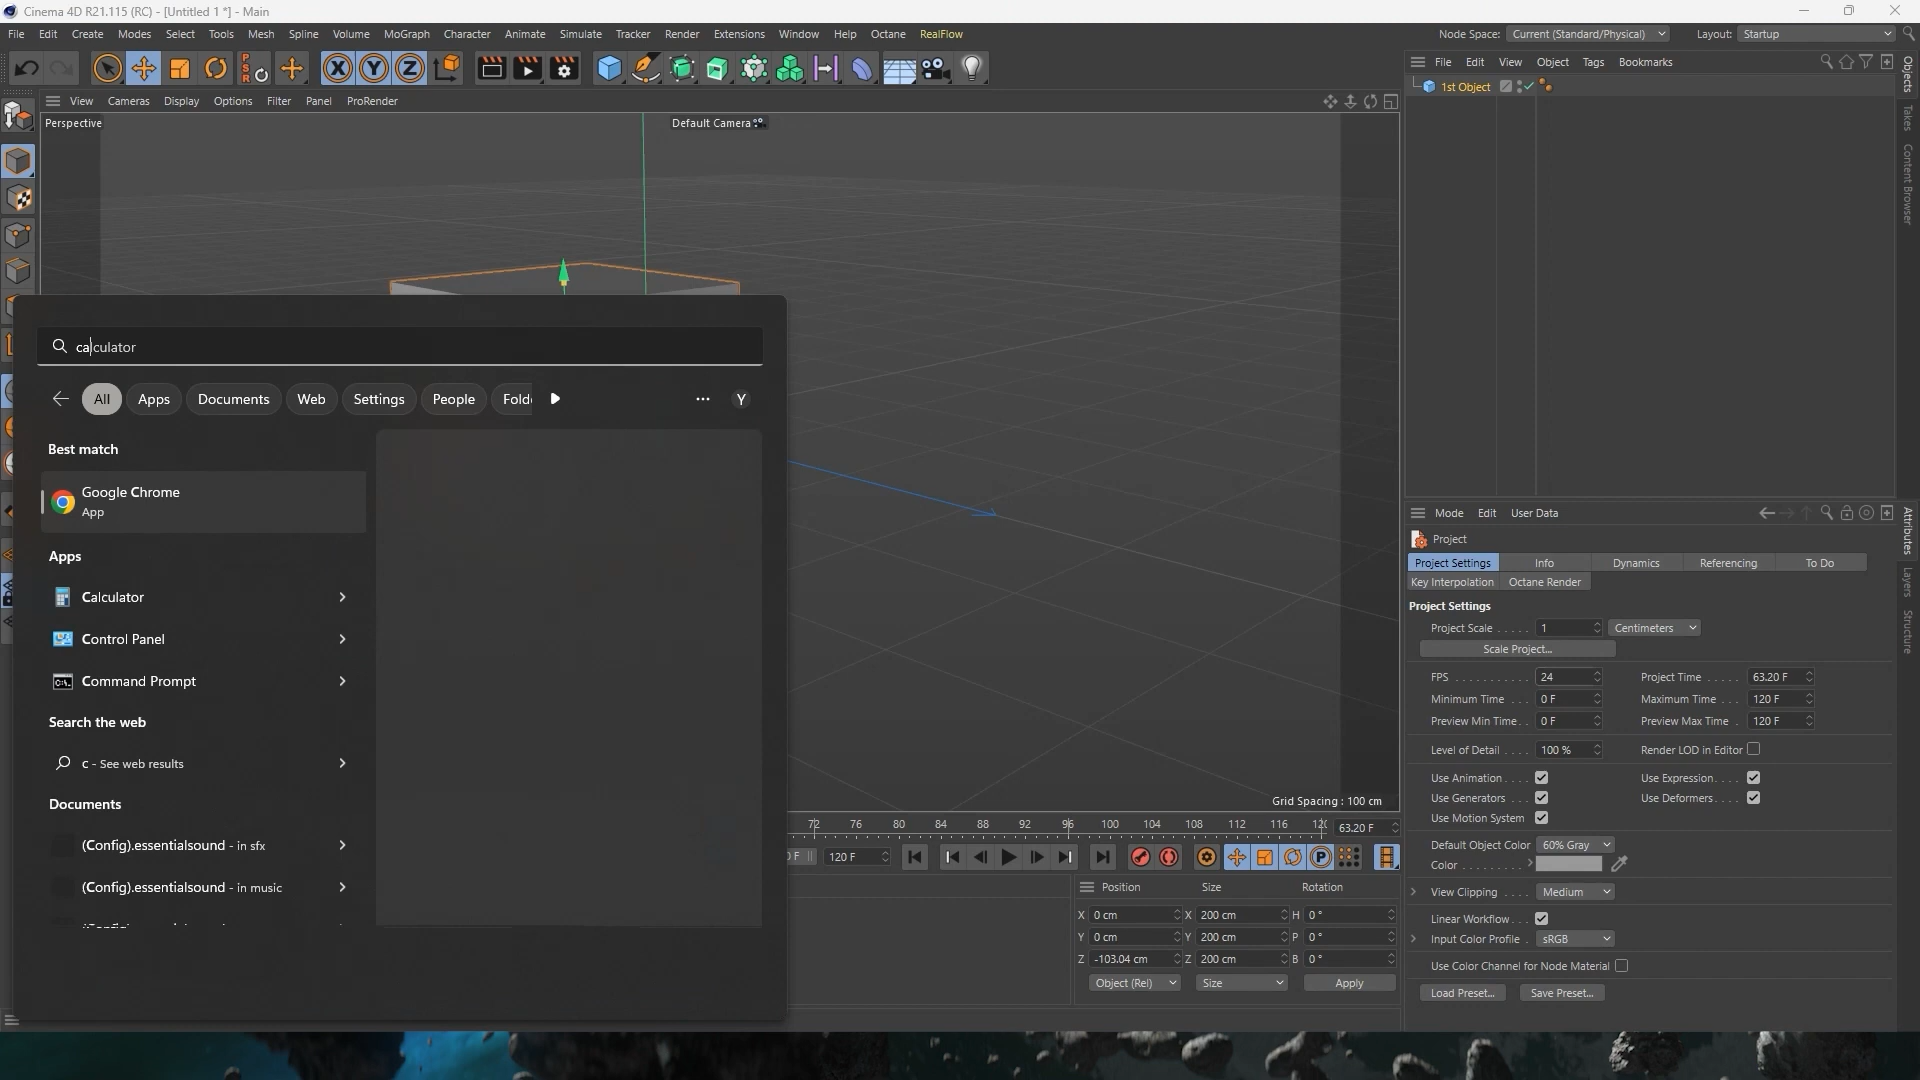 Cinema 4D R21.115 (RC) - [Untitled 1 *] - Main
File Edit Create Modes Select Tools Mesh Spline Volume MoGraph Character Animate Simulate Tracker Render Extensions Window Help Octane RealFlow
Node Space: Current (Standard/Physical) Layout: Startup
X Y Z
PSR
File Edit View Object Tags Bookmarks
1st Object
Objects
Takes
Content Browser
View Cameras Display Options Filter Panel ProRender
Perspective
Default Camera
calculator
All Apps Documents Web Settings People Fold
Y
Best match
Google Chrome
App
Apps
Calculator
Control Panel
Command Prompt
Search the web
c - See web results
Documents
(Config).essentialsound - in sfx
(Config).essentialsound - in music
Grid Spacing : 100 cm
72 76 80 84 88 92 96 100 104 108 112 116 120
63.20 F
0 F 120 F
P
Position Size Rotation
X 0 cm X 200 cm H 0 °
Y 0 cm Y 200 cm P 0 °
Z -103.04 cm Z 200 cm B 0 °
Object (Rel) Size Apply
Mode Edit User Data
Project
Project Settings Info Dynamics Referencing To Do
Key Interpolation Octane Render
Project Settings
Project Scale . . . . . 1 Centimeters
Scale Project...
FPS . . . . . . . . . . . 24 Project Time . . . . . 63.20 F
Minimum Time . . . 0 F Maximum Time . . . 120 F
Preview Min Time . . 0 F Preview Max Time . 120 F
Level of Detail . . . . 100 % Render LOD in Editor
Use Animation . . . . Use Expression . . . .
Use Generators . . . Use Deformers . . . .
Use Motion System
Default Object Color 60% Gray
Color . . . . . . . . . .
View Clipping . . . . Medium
Linear Workflow . . .
Input Color Profile . sRGB
Use Color Channel for Node Material
Load Preset... Save Preset...
Attributes
Layers
Structure